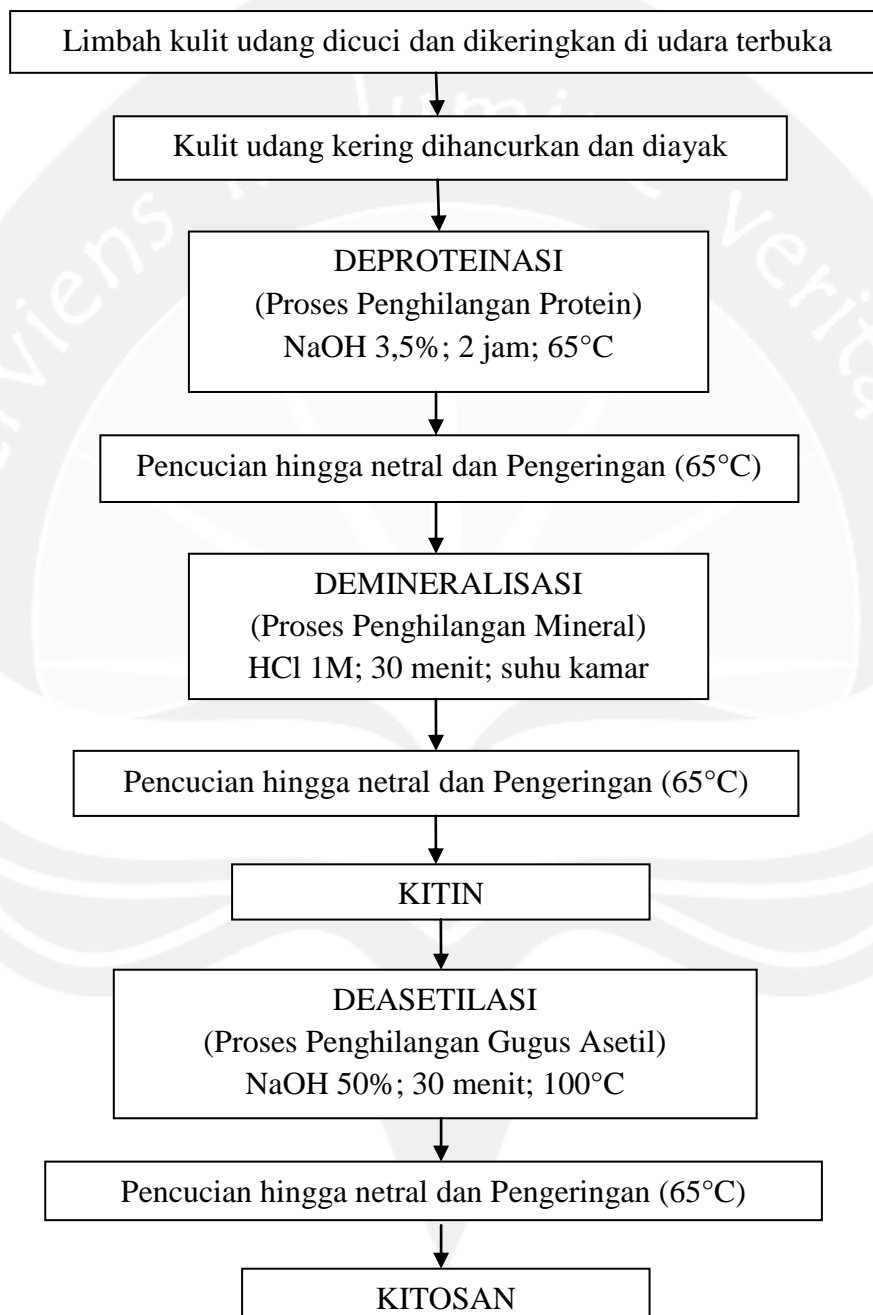 Limbah kulit udang dicuci dan dikeringkan di udara terbuka
Kulit udang kering dihancurkan dan diayak
DEPROTEINASI
(Proses Penghilangan Protein)
NaOH 3,5%; 2 jam; 65°C
Pencucian hingga netral dan Pengeringan (65°C)
DEMINERALISASI
(Proses Penghilangan Mineral)
HCl 1M; 30 menit; suhu kamar
Pencucian hingga netral dan Pengeringan (65°C)
KITIN
DEASETILASI
(Proses Penghilangan Gugus Asetil)
NaOH 50%; 30 menit; 100°C
Pencucian hingga netral dan Pengeringan (65°C)
KITOSAN